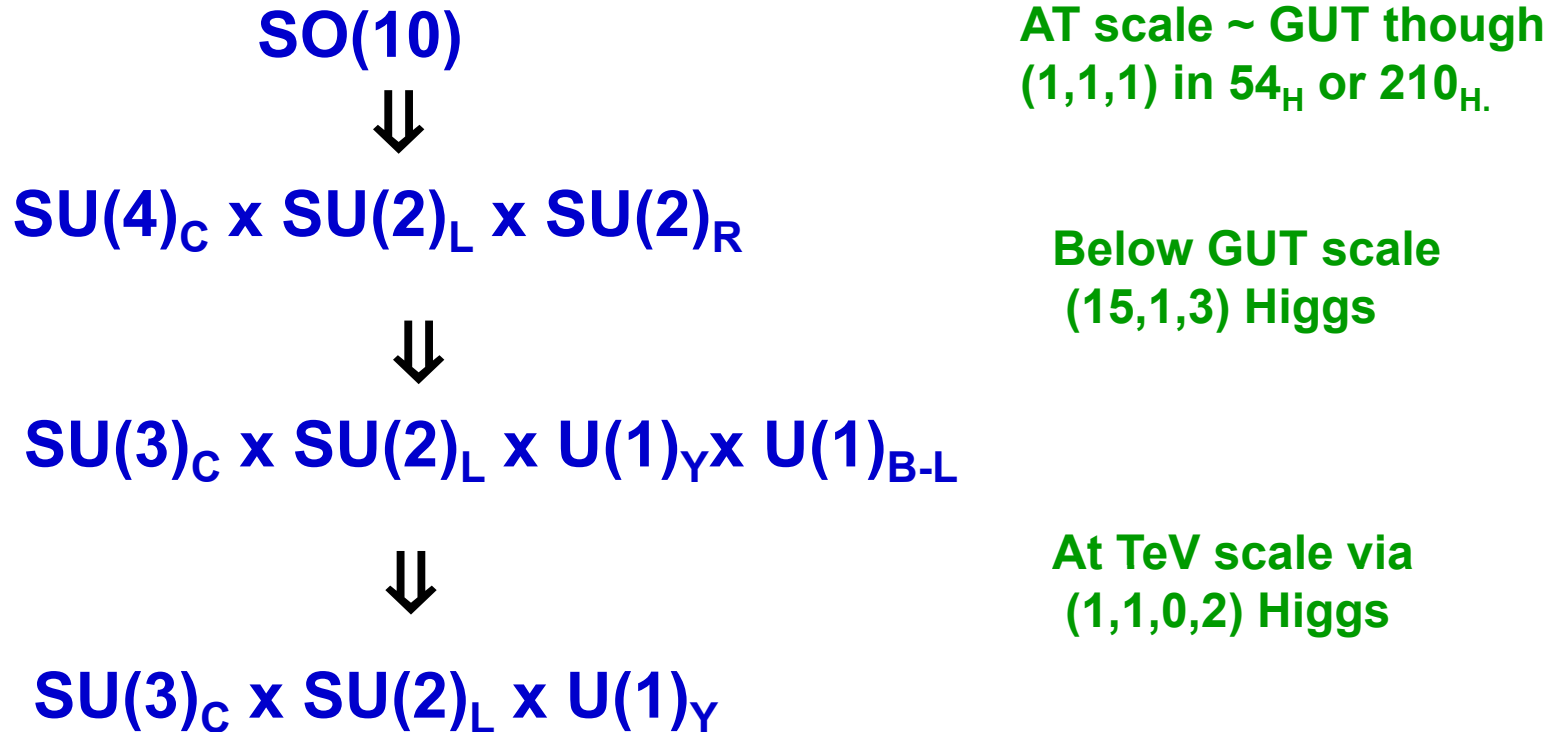 SO(10)
AT scale ~ GUT though
(1,1,1) in 54H or 210H.
⇓
SU(4)C x SU(2)L x SU(2)R
Below GUT scale
(15,1,3) Higgs
⇓
SU(3)C x SU(2)L x U(1)Yx U(1)B-L
At TeV scale via
(1,1,0,2) Higgs
⇓
SU(3)C x SU(2)L x U(1)Y